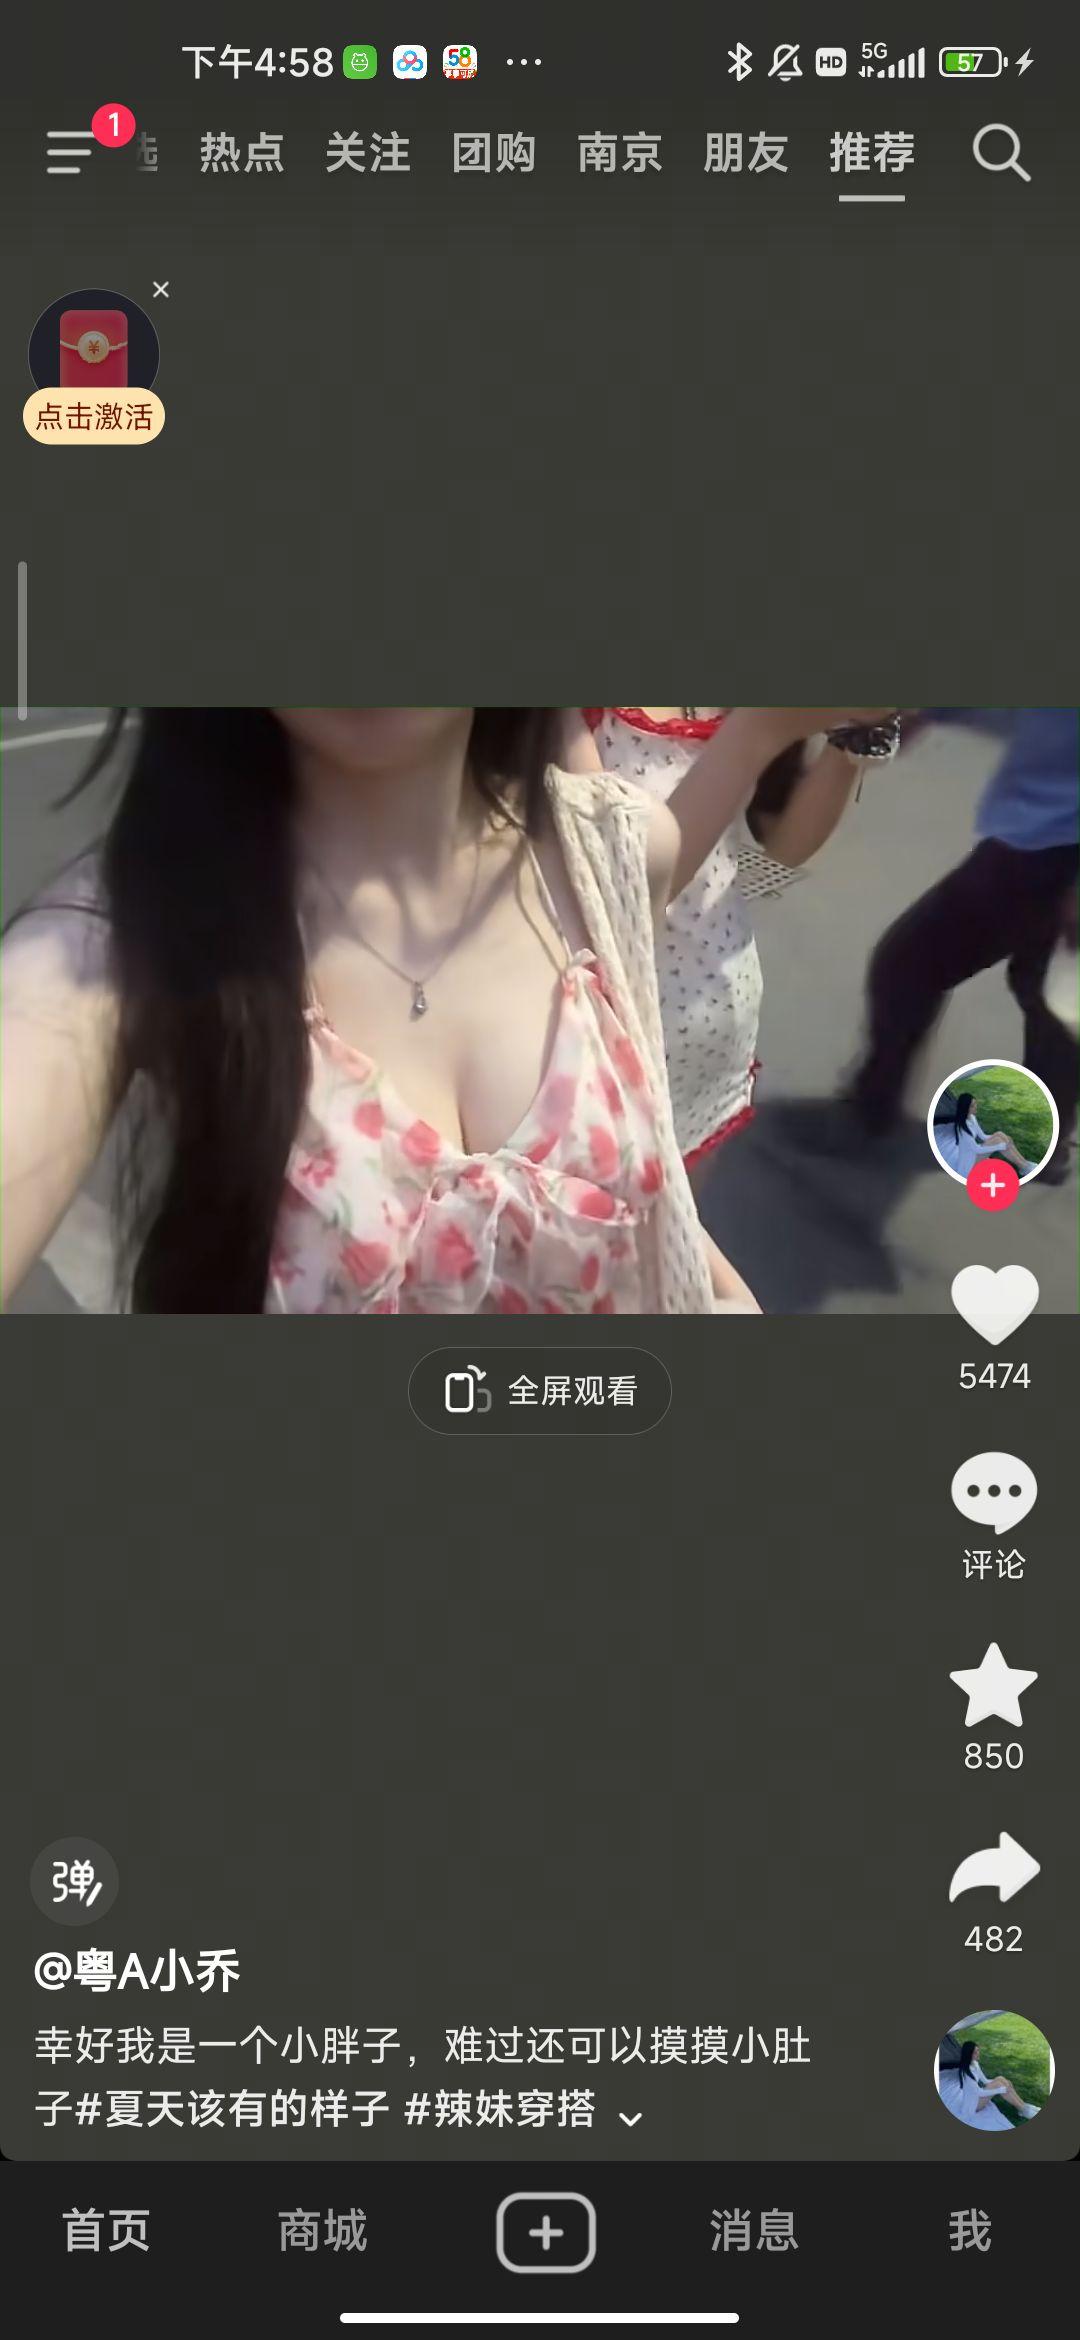 下午4:58
58
HD
5G
57
1
选 热点 关注 团购 南京 朋友 推荐
点击激活
全屏观看
5474
评论
850
482
弹
@粤A小乔
幸好我是一个小胖子，难过还可以摸摸小肚
子#夏天该有的样子 #辣妹穿搭
首页 商城 消息 我